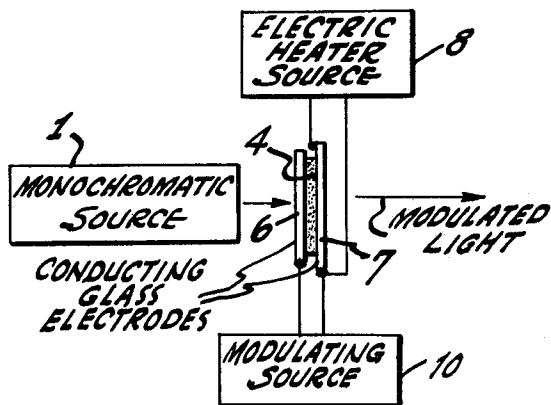 ELECTRIC
HEATER
SOURCE
8
1
4
MONOCHROMATIC
SOURCE
6
7
MODULATED
LIGHT
CONDUCTING
GLASS
ELECTRODES
MODULATING
SOURCE
10